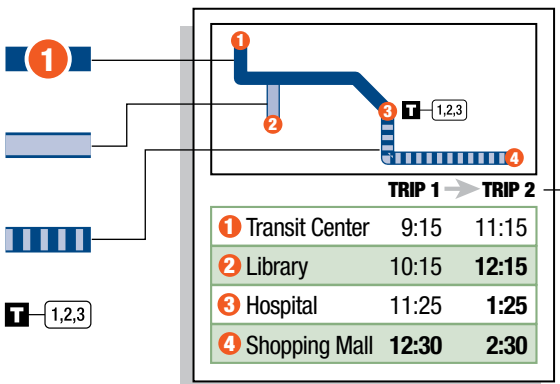 1
1
2
3 T 1,2,3
4
TRIP 1 TRIP 2
1 Transit Center 9:15 11:15
2 Library 10:15 12:15
3 Hospital 11:25 1:25
4 Shopping Mall 12:30 2:30
T 1,2,3